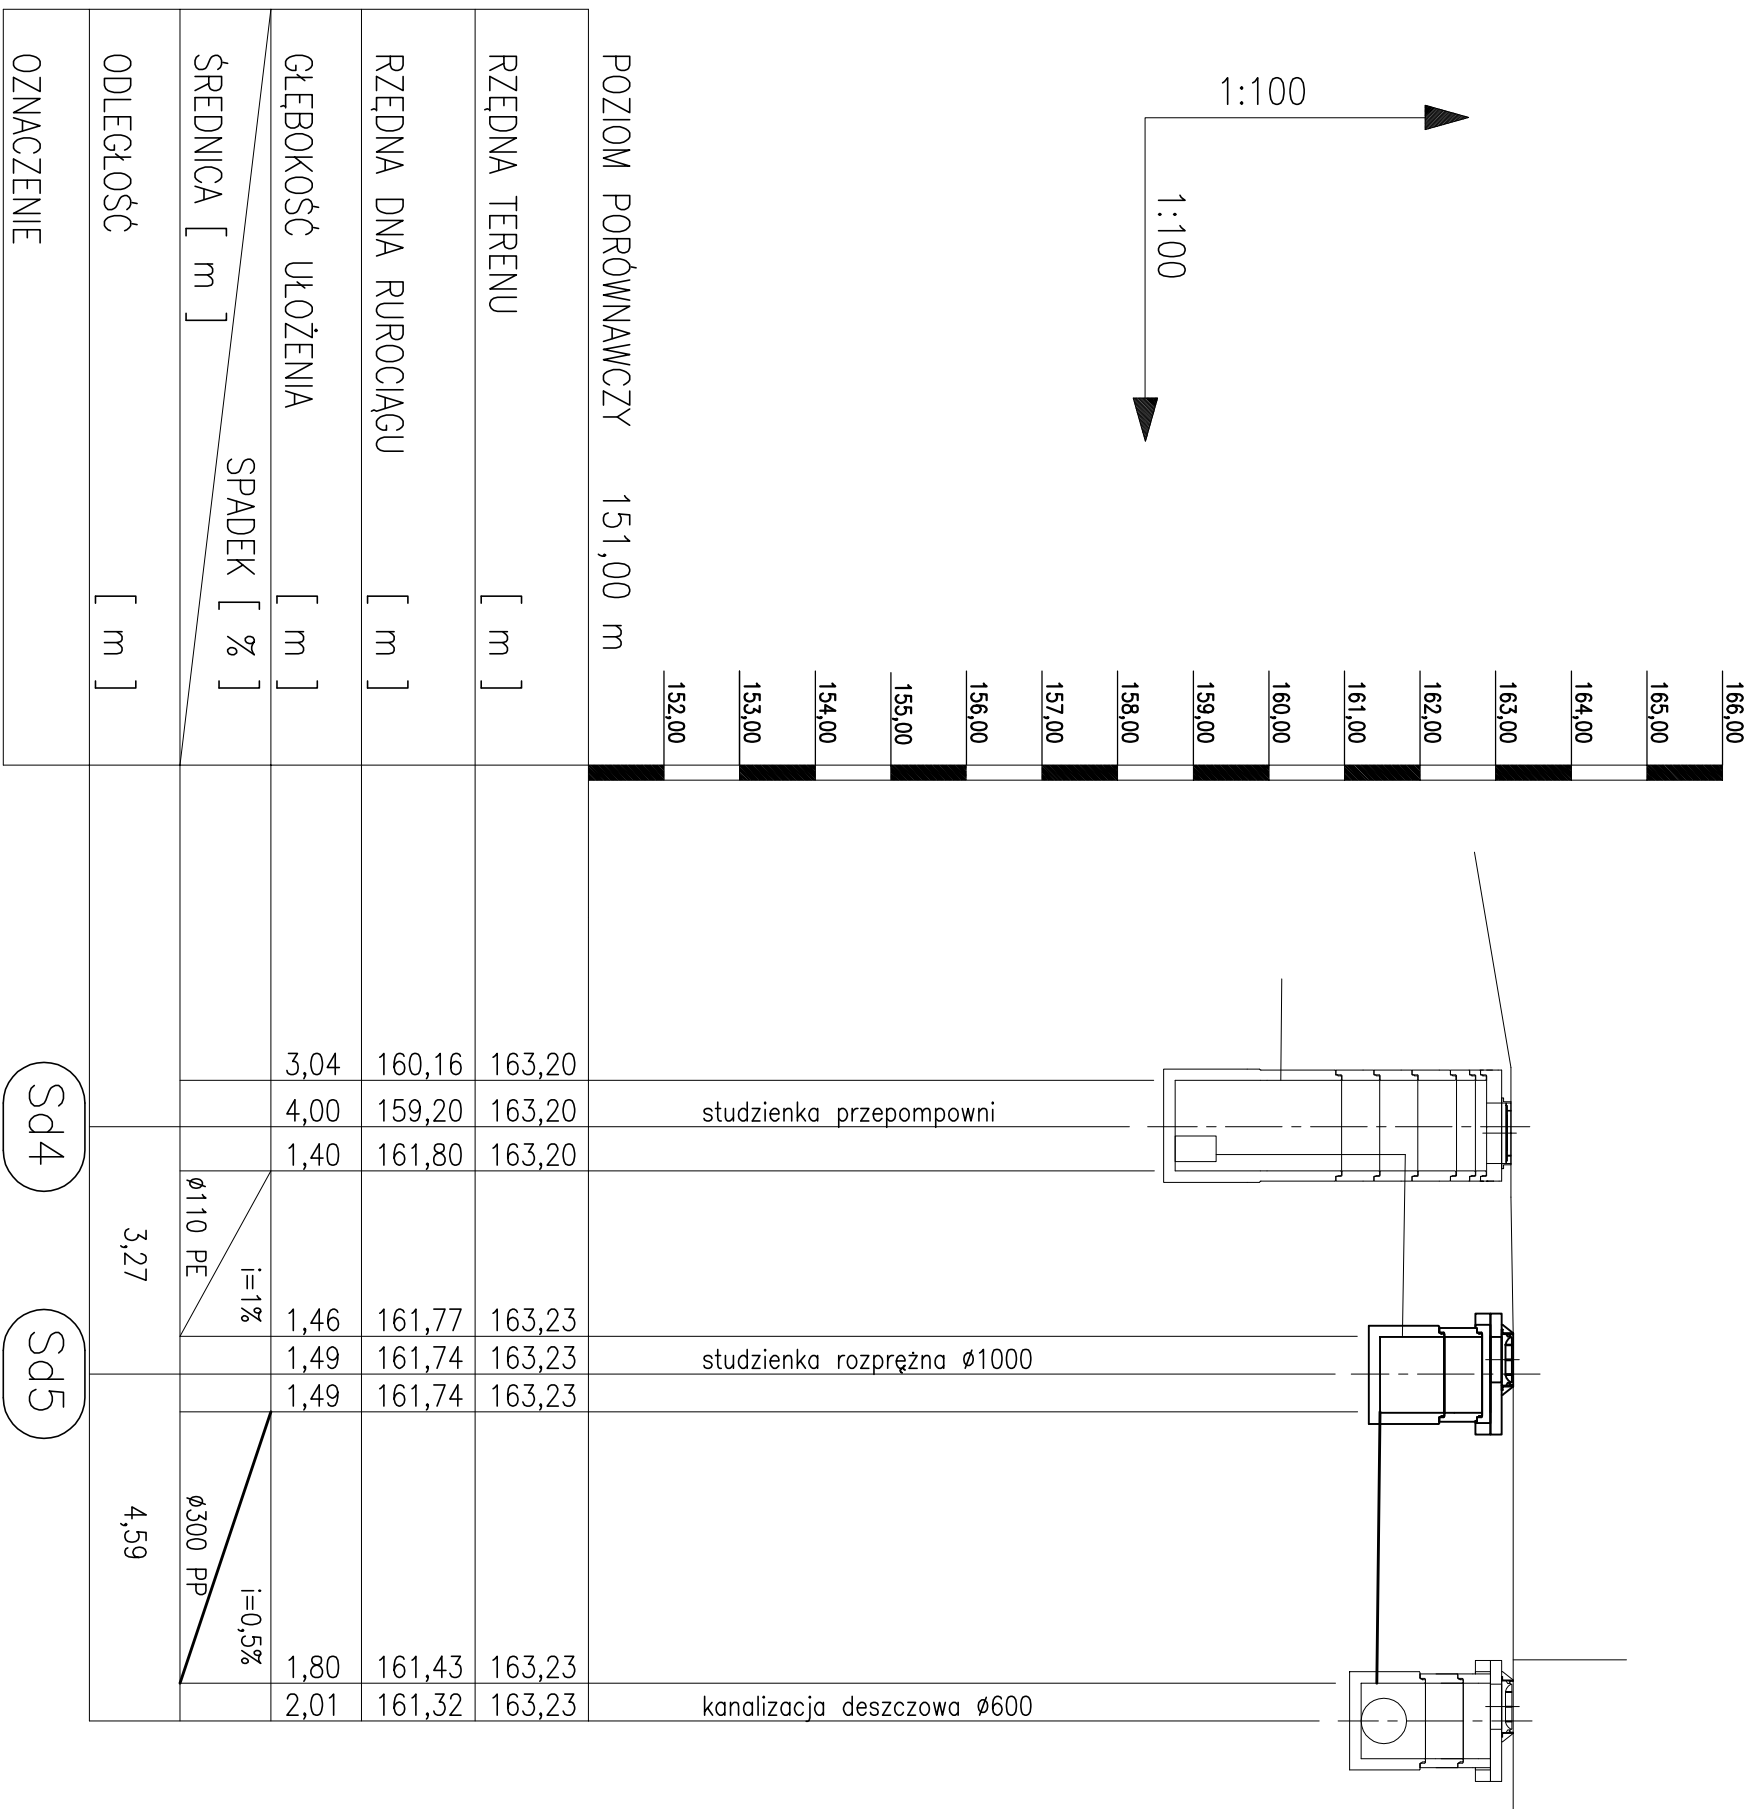 1:100
1:100
166,00
165,00
164,00
163,00
162,00
161,00
160,00
159,00
158,00
157,00
156,00
155,00
154,00
153,00
152,00
POZIOM PORÓWNAWCZY 151,00 m
studzienka przepompowni
studzienka rozprężna ø1000
kanalizacja deszczowa ø600
RZĘDNA TERENU [ m ]
163,20
163,20
163,20
163,23
163,23
163,23
163,23
163,23
RZĘDNA DNA RUROCIĄGU [ m ]
160,16
159,20
161,80
161,77
161,74
161,74
161,43
161,32
GŁĘBOKOŚĆ UŁOŻENIA [ m ]
3,04
4,00
1,40
1,46
1,49
1,49
1,80
2,01
SPADEK [ % ]
i=1%
i=0,5%
ŚREDNICA [ m ]
ø110 PE
ø300 PP
ODLEGŁOŚĆ [ m ]
3,27
4,59
OZNACZENIE
Sd4
Sd5